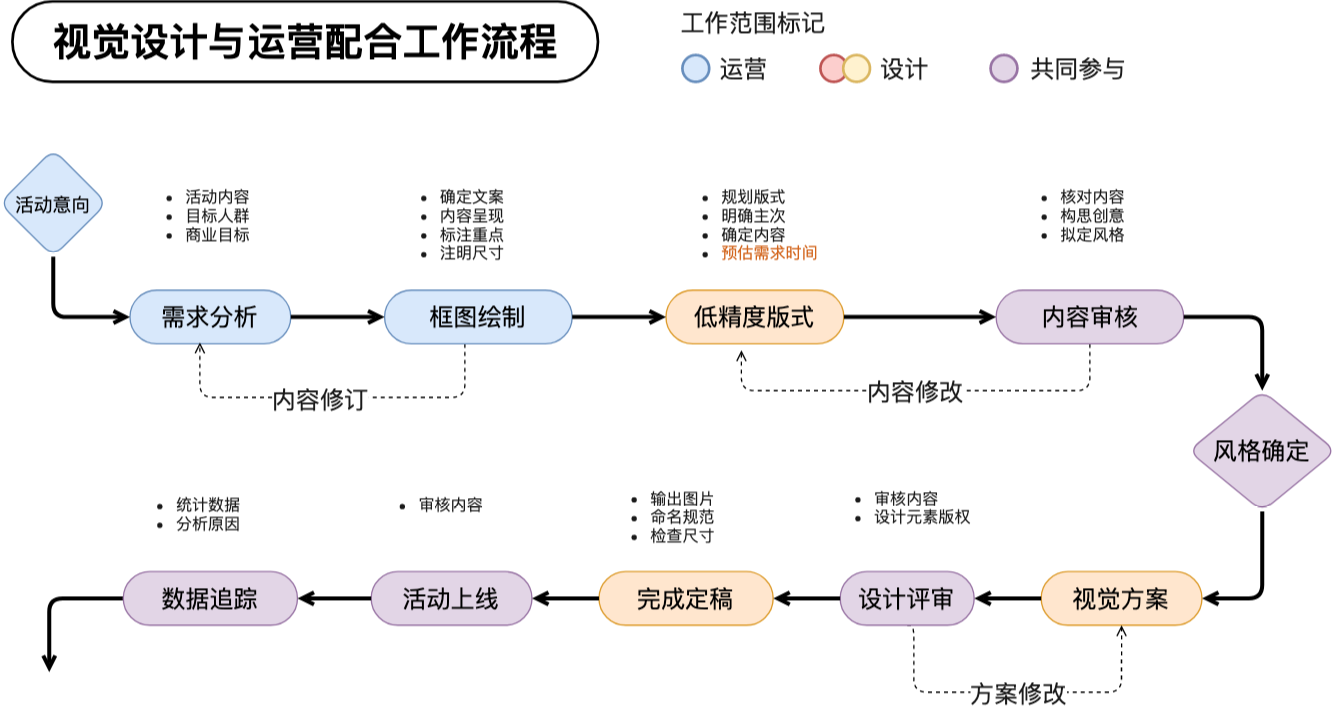 视觉设计与运营配合工作流程
工作范围标记
运营
设计
共同参与
活动意向
活动内容
目标人群
商业目标
需求分析
确定文案
内容呈现
标注重点
注明尺寸
框图绘制
内容修订
规划版式
明确主次
确定内容
预估需求时间
低精度版式
核对内容
构思创意
拟定风格
内容审核
内容修改
风格确定
视觉方案
审核内容
设计元素版权
设计评审
方案修改
输出图片
命名规范
检查尺寸
完成定稿
审核内容
活动上线
统计数据
分析原因
数据追踪